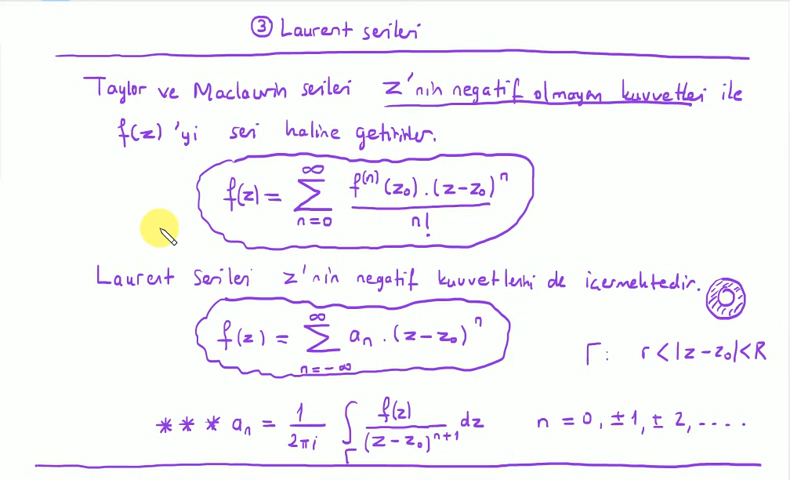 ③ Laurent serileri
Taylor ve Maclaurin serileri z'nin negatif olmayan kuvvetleri ile
f(z)'yi seri haline getirirler.
f(z) = ∑_{n=0}^{∞} f^{(n)}(z₀).(z-z₀)^n / n!
Laurent serileri z'nin negatif kuvvetlerini de içermektedir.
f(z) = ∑_{n=-∞}^{∞} a_n . (z-z₀)^n
Γ: r<|z-z₀|<R
*** a_n = 1/(2πi) ∫_Γ f(z)/(z-z₀)^{n+1} dz n = 0, ±1, ± 2, ....